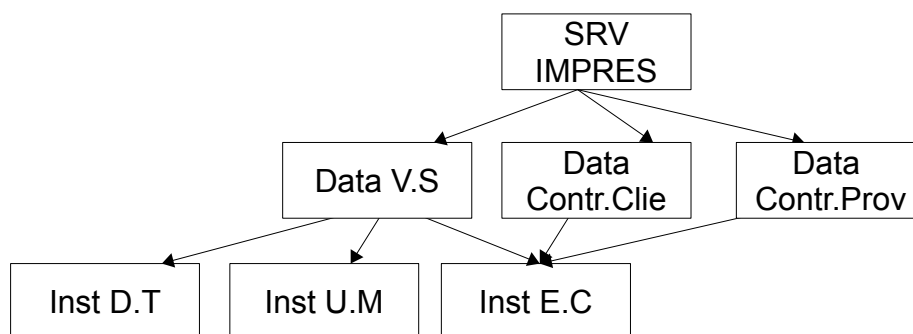 SRV
IMPRES
Data V.S
Data
Contr.Clie
Data
Contr.Prov
Inst D.T
Inst U.M
Inst E.C